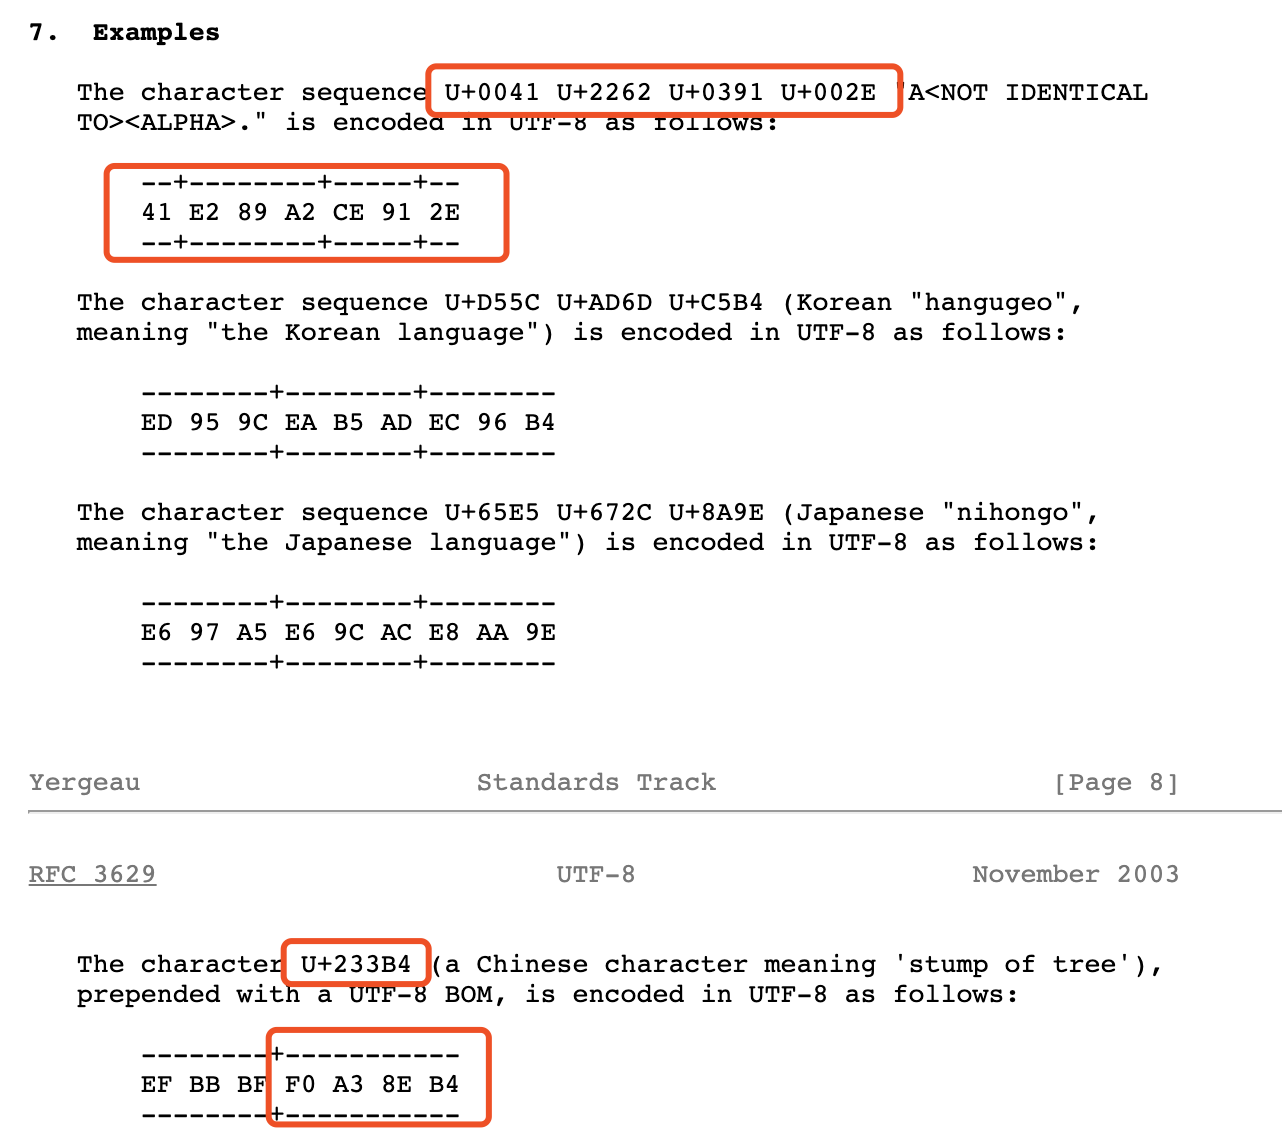 7.  Examples
The character sequence U+0041 U+2262 U+0391 U+002E "A<NOT IDENTICAL
TO><ALPHA>." is encoded in UTF-8 as follows:
--+--------+-----+--
41 E2 89 A2 CE 91 2E
--+--------+-----+--
The character sequence U+D55C U+AD6D U+C5B4 (Korean "hangugeo",
meaning "the Korean language") is encoded in UTF-8 as follows:
--------+--------+--------
ED 95 9C EA B5 AD EC 96 B4
--------+--------+--------
The character sequence U+65E5 U+672C U+8A9E (Japanese "nihongo",
meaning "the Japanese language") is encoded in UTF-8 as follows:
--------+--------+--------
E6 97 A5 E6 9C AC E8 AA 9E
--------+--------+--------
Yergeau Standards Track [Page 8]
RFC 3629 UTF-8 November 2003
The character U+233B4 (a Chinese character meaning 'stump of tree'),
prepended with a UTF-8 BOM, is encoded in UTF-8 as follows:
--------+-----------
EF BB BF F0 A3 8E B4
--------+-----------